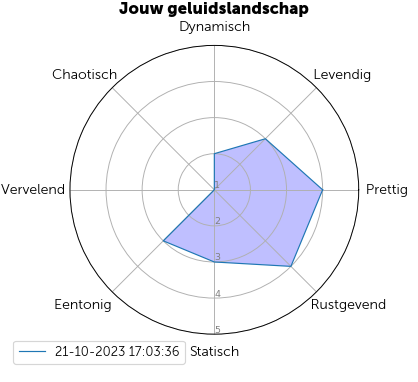 Jouw geluidslandschap
Dynamisch
Chaotisch
Levendig
Vervelend
1
Prettig
2
3
4
Eentonig
Rustgevend
5
21-10-2023 17:03:36
Statisch